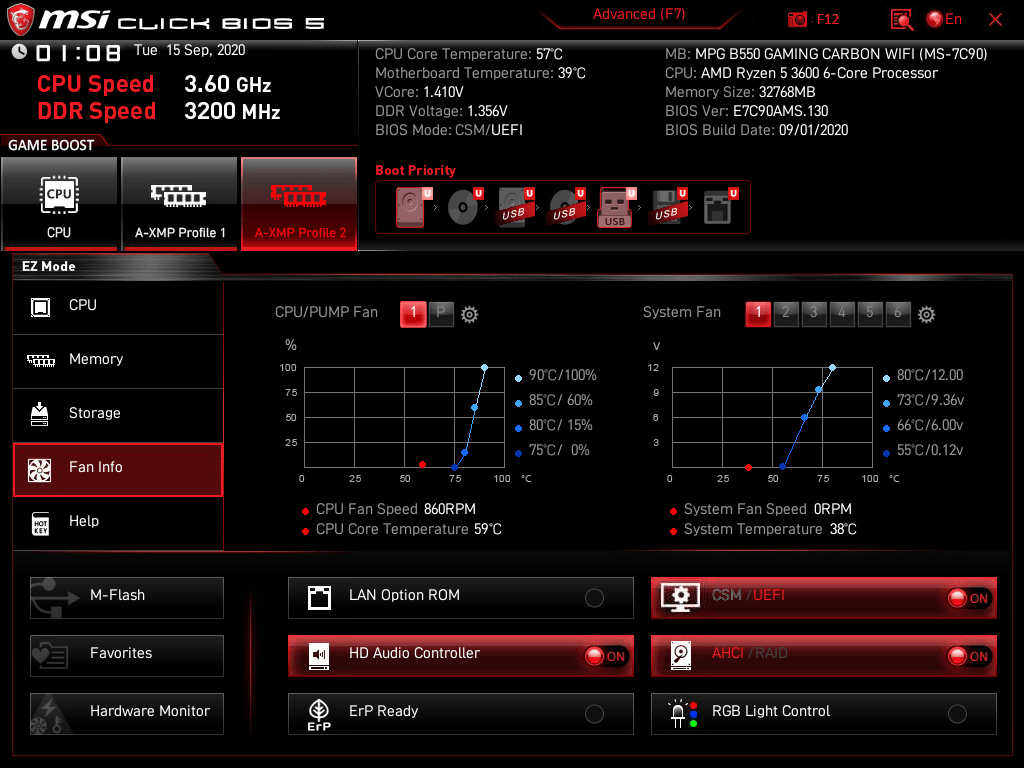 msi CLICK BIOS 5
Advanced (F7)
F12
En
01:08 Tue 15 Sep, 2020
CPU Speed 3.60 GHz
DDR Speed 3200 MHz
CPU Core Temperature: 57°C
Motherboard Temperature: 39°C
VCore: 1.410V
DDR Voltage: 1.356V
BIOS Mode: CSM/UEFI
MB: MPG B550 GAMING CARBON WIFI (MS-7C90)
CPU: AMD Ryzen 5 3600 6-Core Processor
Memory Size: 32768MB
BIOS Ver: E7C90AMS.130
BIOS Build Date: 09/01/2020
GAME BOOST
CPU
CPU
A-XMP Profile 1
A-XMP Profile 2
Boot Priority
U U U U U U U
USB USB USB USB
EZ Mode
CPU
Memory
Storage
Fan Info
HOT KEY Help
CPU/PUMP Fan 1 P
%
100
75
50
25
0 25 50 75 100 °C
90°C/100%
85°C/ 60%
80°C/ 15%
75°C/ 0%
CPU Fan Speed 860RPM
CPU Core Temperature 59°C
System Fan 1 2 3 4 5 6
V
12
9
6
3
0 25 50 75 100 °C
80°C/12.00
73°C/9.36v
66°C/6.00v
55°C/0.12v
System Fan Speed 0RPM
System Temperature 38°C
M-Flash
Favorites
Hardware Monitor
LAN Option ROM
HD Audio Controller ON
ErP ErP Ready
CSM /UEFI ON
AHCI /RAID ON
RGB Light Control